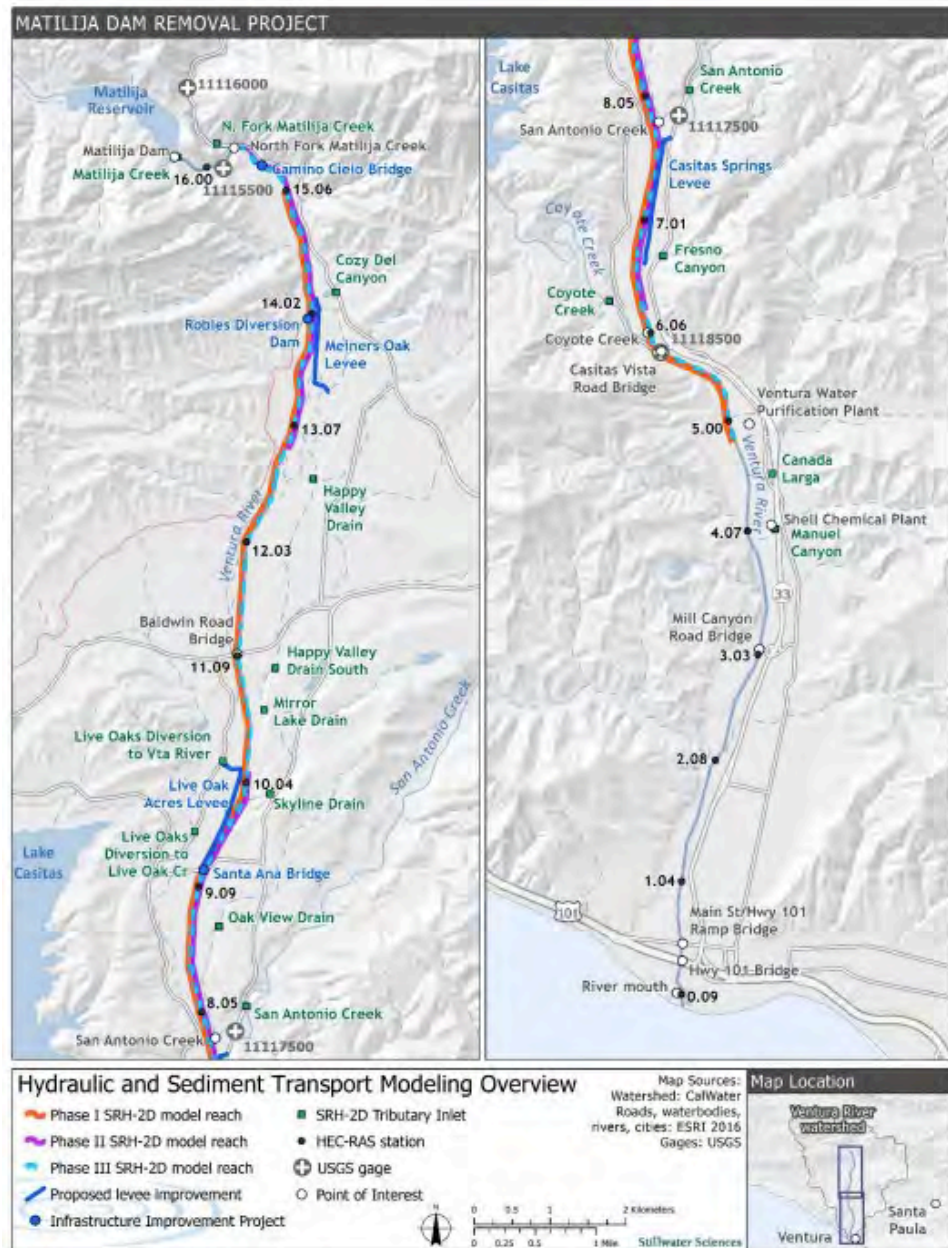 MATILIJA DAM REMOVAL PROJECT
11116000
Matilija
Reservoir
N. Fork Matilija Creek
North Fork Matilija Creek
Matilija Dam
Camino Cielo Bridge
Matilija Creek
16.00
11115500
15.06
Cozy Del
Canyon
14.02
Robles Diversion
Dam
Meiners Oak
Levee
13.07
Happy
Valley
Drain
Ventura River
12.03
Baldwin Road
Bridge
11.09
Happy Valley
Drain South
Mirror
Lake Drain
San Antonio Creek
Live Oaks Diversion
to Vta River
Live Oak
Acres Levee
10.04
Skyline Drain
Live Oaks
Diversion to
Live Oak Cr
Lake
Casitas
Santa Ana Bridge
9.09
Oak View Drain
8.05
San Antonio Creek
San Antonio Creek
11117500
Lake
Casitas
San Antonio
Creek
8.05
San Antonio Creek
11117500
Casitas Springs
Levee
Coyote Creek
7.01
Fresno
Canyon
Coyote
Creek
6.06
Coyote Creek
11118500
Casitas Vista
Road Bridge
Ventura Water
Purification Plant
5.00
Ventura River
Canada
Larga
Shell Chemical Plant
4.07
Manuel
Canyon
33
Mill Canyon
Road Bridge
3.03
2.08
1.04
101
Main St/Hwy 101
Ramp Bridge
Hwy 101 Bridge
River mouth
0.09
Hydraulic and Sediment Transport Modeling Overview
Phase I SRH-2D model reach
Phase II SRH-2D model reach
Phase III SRH-2D model reach
Proposed levee improvement
Infrastructure Improvement Project
SRH-2D Tributary Inlet
HEC-RAS station
USGS gage
Point of Interest
Map Sources:
Watershed: CalWater
Roads, waterbodies,
rivers, cities: ESRI 2016
Gages: USGS
N
0 0.5 1 2 Kilometers
0 0.25 0.5 1 Mile
Stillwater Sciences
Map Location
Ventura River
watershed
Santa
Paula
Ventura